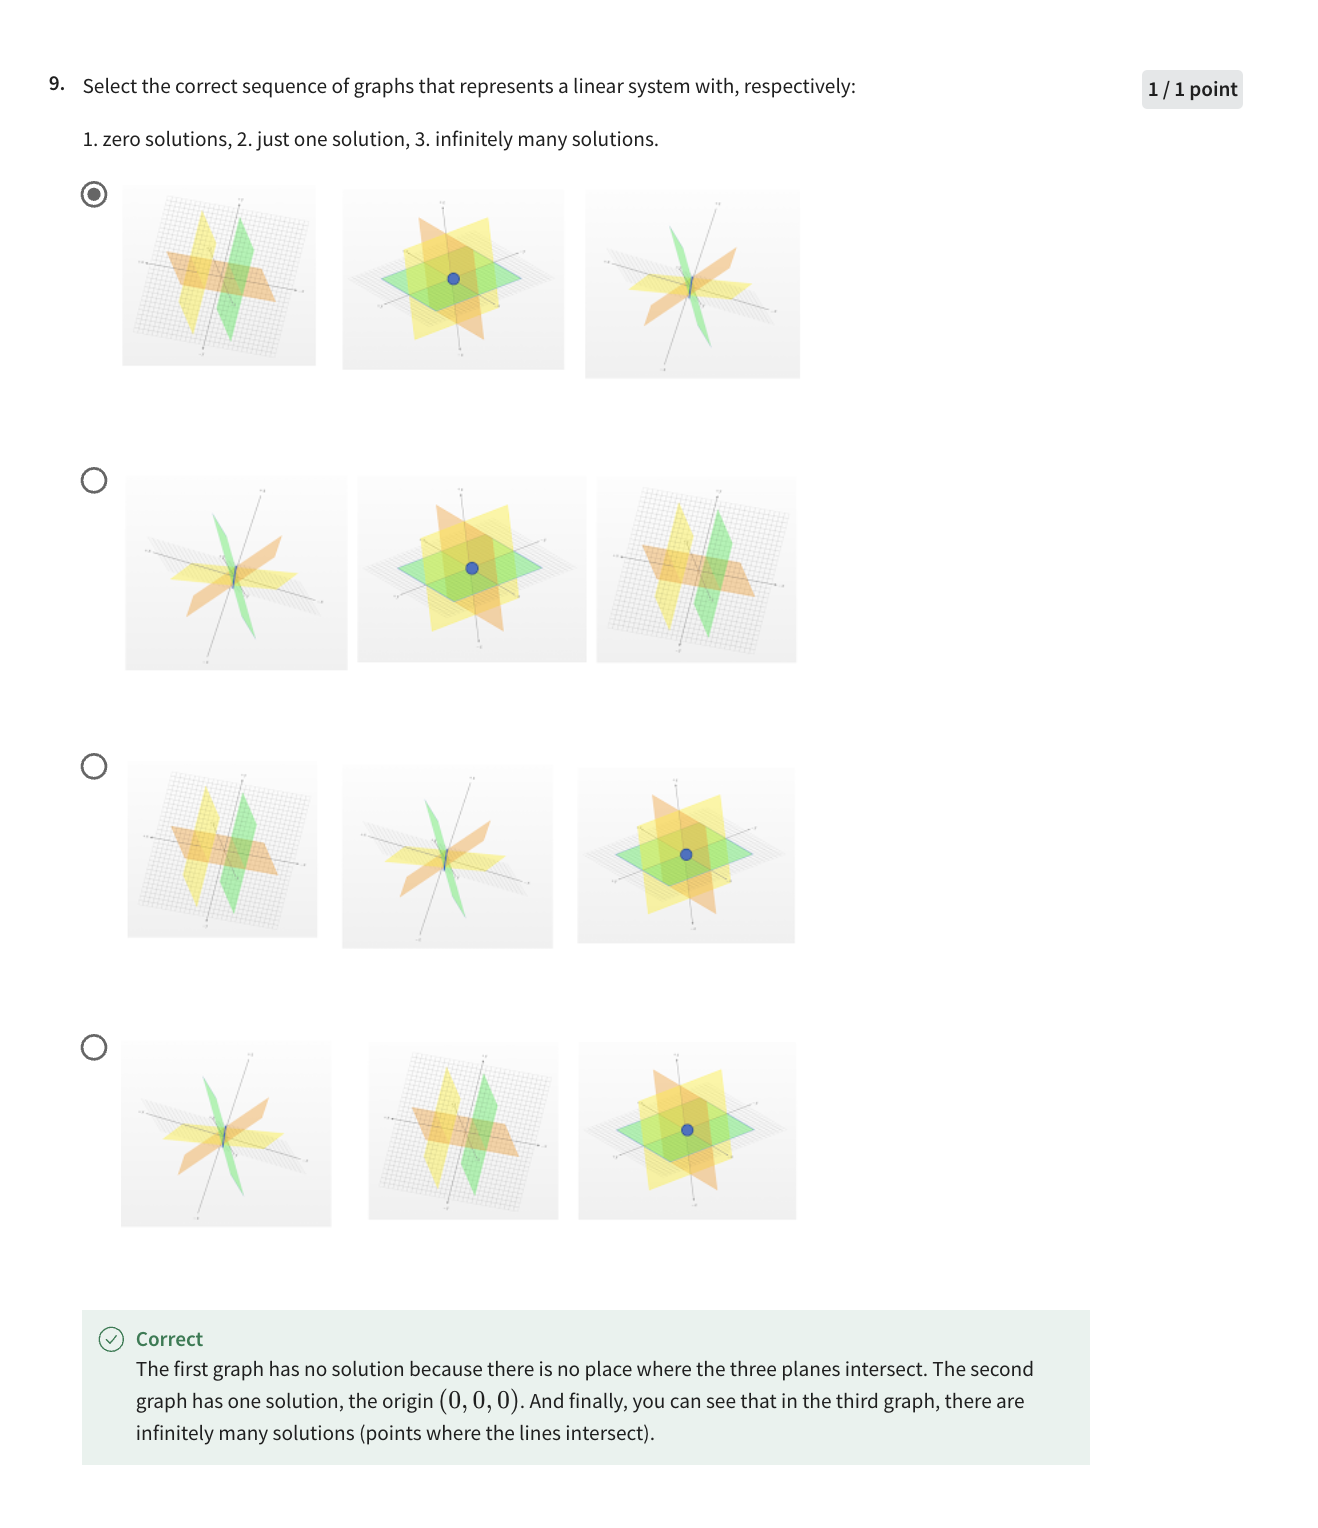 9. Select the correct sequence of graphs that represents a linear system with, respectively:
1 / 1 point
1. zero solutions, 2. just one solution, 3. infinitely many solutions.
Correct
The first graph has no solution because there is no place where the three planes intersect. The second
graph has one solution, the origin (0, 0, 0). And finally, you can see that in the third graph, there are
infinitely many solutions (points where the lines intersect).